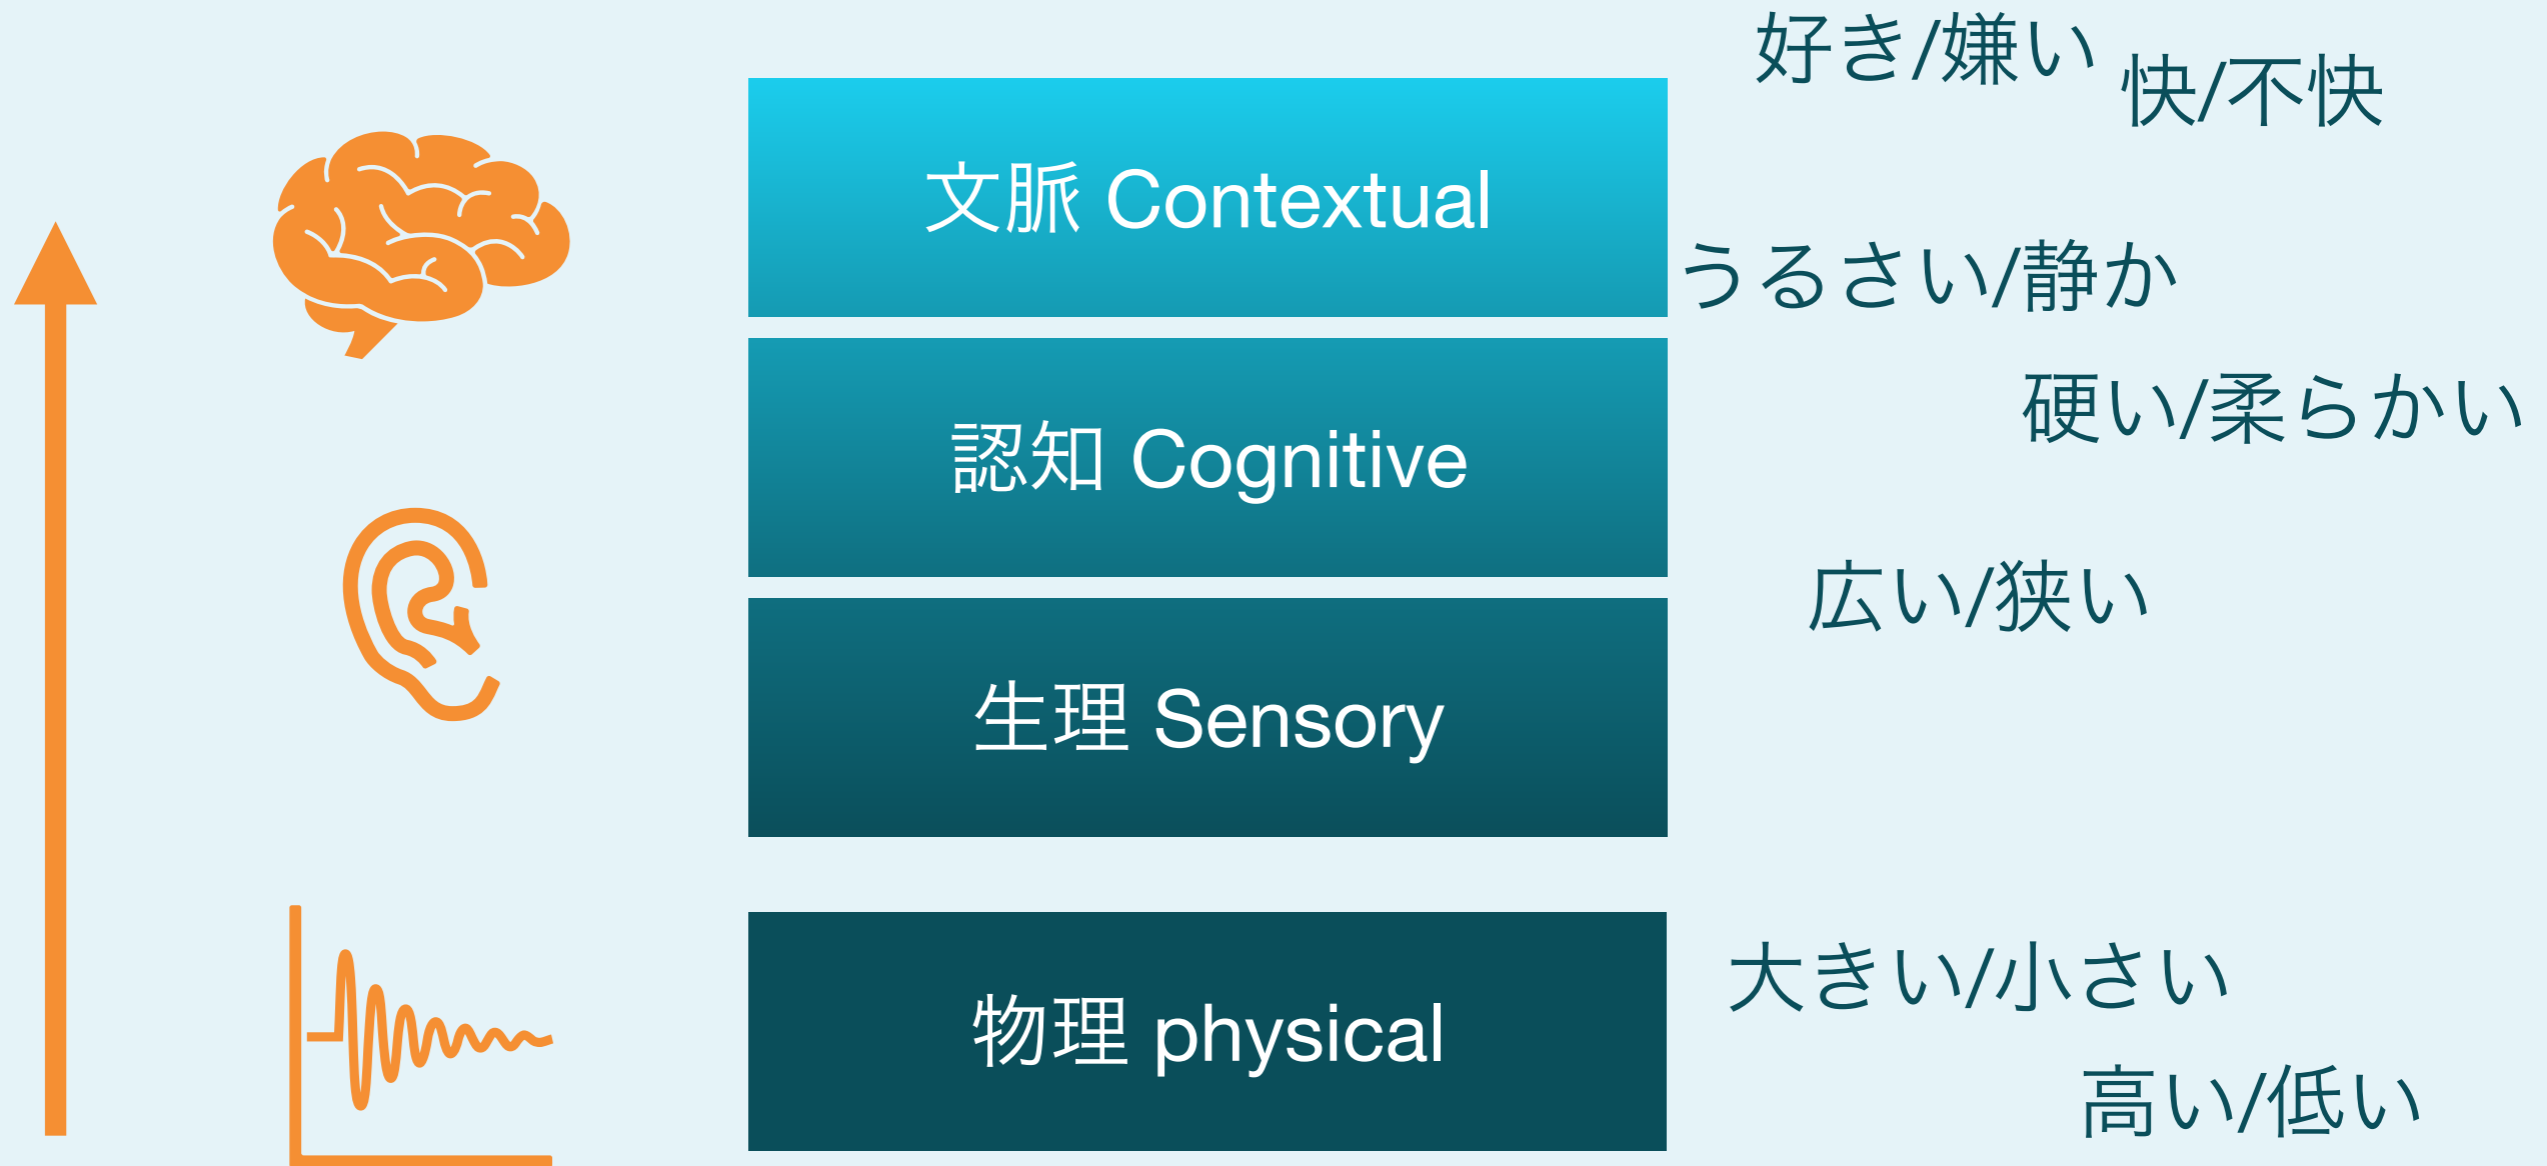 好き/嫌い
快/不快
文脈 Contextual
うるさい/静か
硬い/柔らかい
認知 Cognitive
広い/狭い
生理 Sensory
大きい/小さい
物理 physical
高い/低い